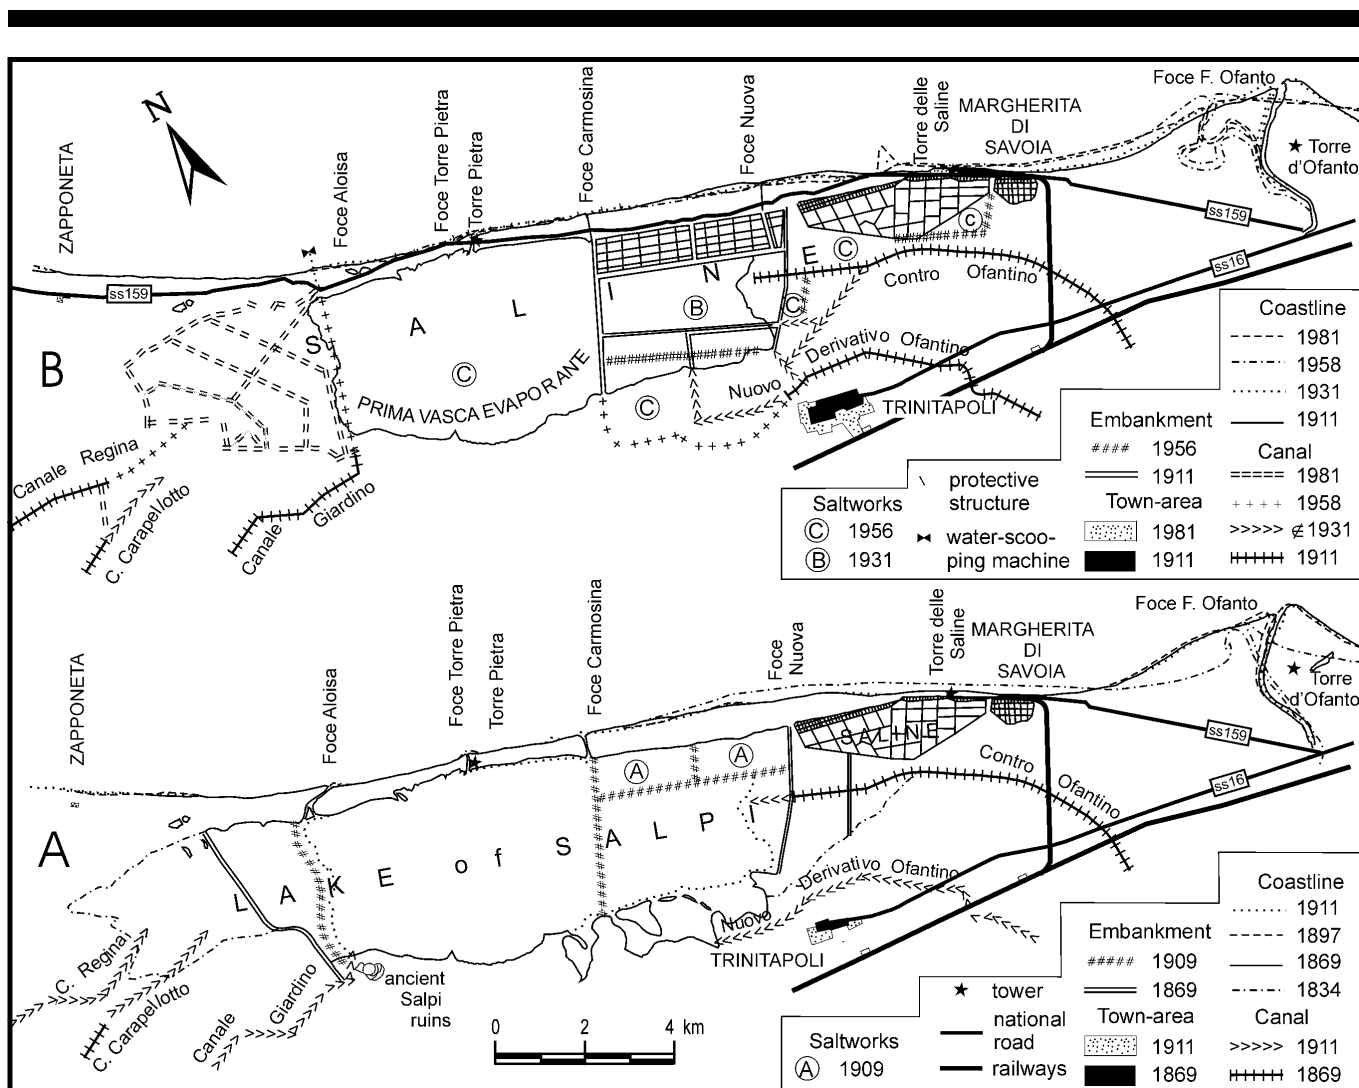 N
ZAPPONETA
Foce Aloisa
Foce Torre Pietra
Torre Pietra
Foce Carmosina
Foce Nuova
Torre delle
Saline
MARGHERITA
DI
SAVOIA
Foce F. Ofanto
Torre
d'Ofanto
ss159
ss159
ss16
B
S A L I N E
C
C
C
C
C
B
PRIMA VASCA EVAPORANE
Contro Ofantino
Nuovo Derivativo Ofantino
TRINITAPOLI
Canale Regina
C. Carapellotto
Canale Giardino
Saltworks
C 1956
B 1931
protective
structure
water-scoo-
ping machine
Embankment
1956
1911
Town-area
1981
1911
Coastline
1981
1958
1931
1911
Canal
1981
1958
∉1931
1911
ZAPPONETA
Foce Aloisa
Foce Torre Pietra
Torre Pietra
Foce Carmosina
Foce
Nuova
Torre delle
Saline
MARGHERITA
DI
SAVOIA
Foce F. Ofanto
Torre
d'Ofanto
ss159
ss16
A
A
A
SALINE
LAKE of SALPI
Contro Ofantino
Nuovo Derivativo Ofantino
TRINITAPOLI
C. Regina
C. Carapellotto
Canale Giardino
ancient
Salpi
ruins
0 2 4 km
tower
national
road
railways
Saltworks
A 1909
Embankment
1909
1869
Town-area
1911
1869
Coastline
1911
1897
1869
1834
Canal
1911
1869